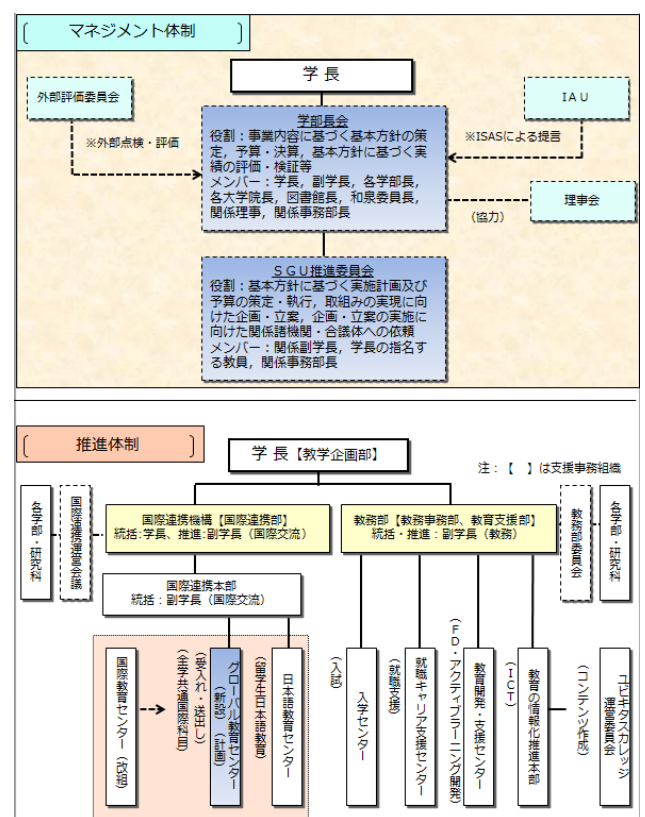 〔 マネジメント体制 〕
学 長
外部評価委員会
ＩＡＵ
※外部点検・評価
※ISASによる提言
学部長会
役割：事業内容に基づく基本方針の策
定，予算・決算，基本方針に基づく実
績の評価・検証等
メンバー：学長，副学長，各学部長，
各大学院長，図書館長，和泉委員長，
関係理事，関係事務部長
理事会
（協力）
ＳＧＵ推進委員会
役割：基本方針に基づく実施計画及び
予算の策定・執行，取組みの実現に向
けた企画・立案，企画・立案の実施に
向けた関係諸機関・合議体への依頼
メンバー：関係副学長，学長の指名す
る教員，関係事務部長
〔 推進体制 〕
学 長【教学企画部】
注：【 】は支援事務組織
各学部・研究科
国際連携運営会議
国際連携機構【国際連携部】
統括：学長、推進：副学長（国際交流）
教務部【教務事務部、教育支援部】
統括・推進：副学長（教務）
教務部委員会
各学部・研究科
国際連携本部
統括：副学長（国際交流）
国際教育センター（改組）
（全学共通国際科目）
（受入れ・送出し）
グローバル教育センター
（新設）（計画）
（留学生日本語教育）
日本語教育センター
（入試）
入学センター
（就職支援）
就職キャリア支援センター
（ＦＤ・アクティブラーニング開発）
教育開発・支援センター
（ＩＣＴ）
教育の情報化推進本部
（コンテンツ作成）
ユビキタスカレッジ
運営委員会